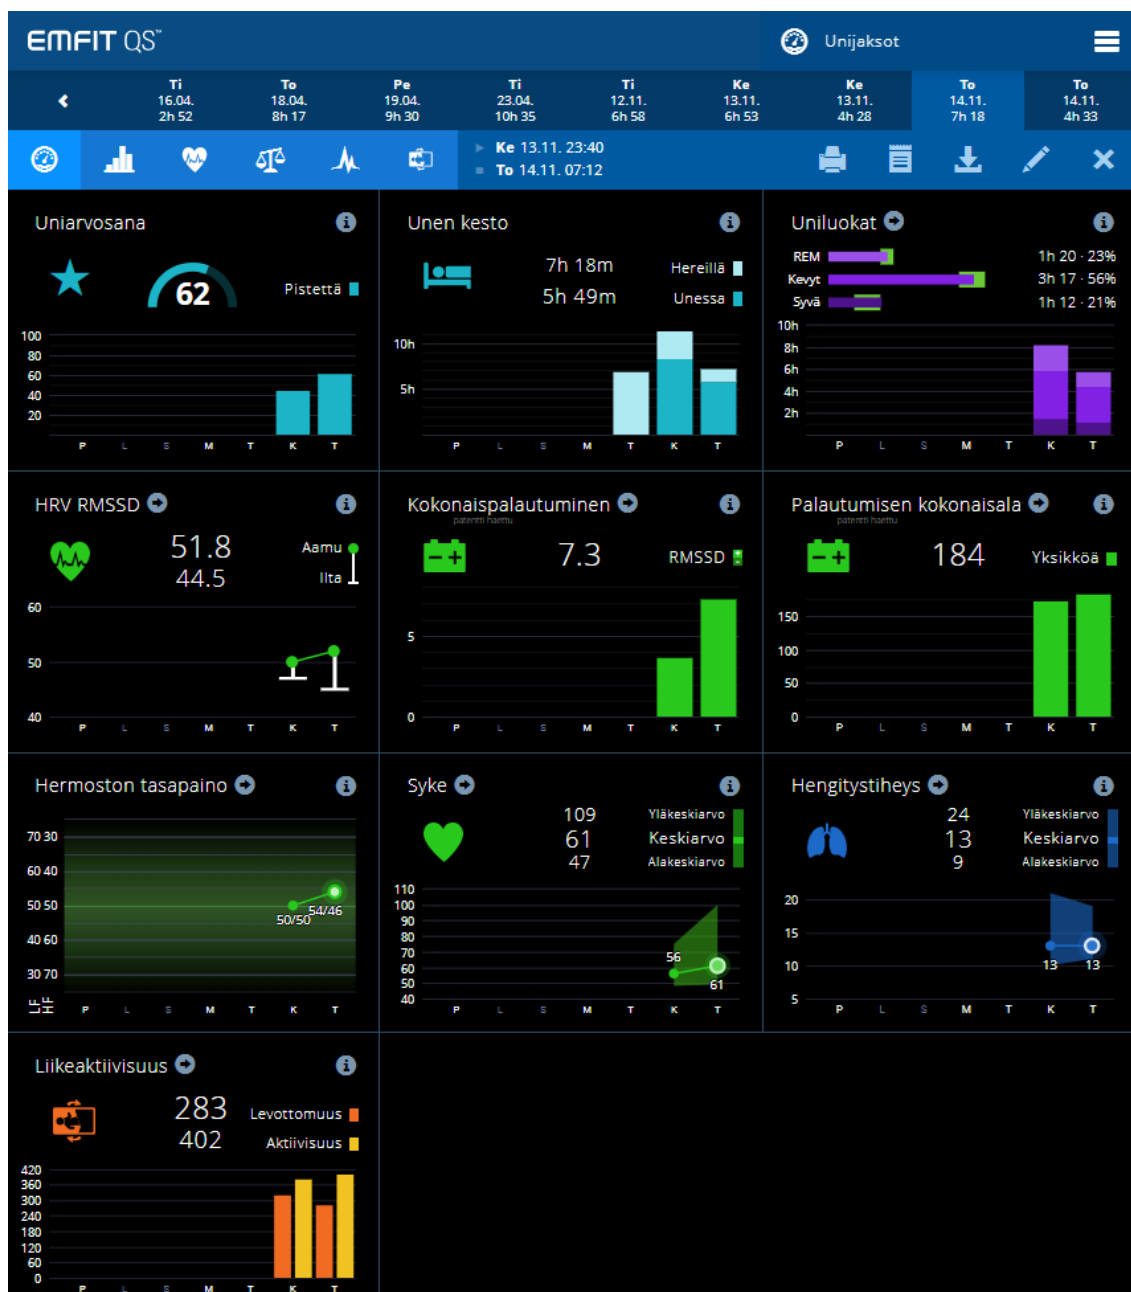 EMFIT QS™
Unijaksot
Ti To Pe Ti Ti Ke Ke To To
16.04. 18.04. 19.04. 23.04. 12.11. 13.11. 13.11. 14.11. 14.11.
2h 52 8h 17 9h 30 10h 35 6h 58 6h 53 4h 28 7h 18 4h 33
Ke 13.11. 23:40
To 14.11. 07:12
Uniarvosana
62
Pistettä
100
80
60
40
20
P L S M T K T
Unen kesto
7h 18m Hereillä
5h 49m Unessa
10h
5h
P L S M T K T
Uniluokat
REM 1h 20 · 23%
Kevyt 3h 17 · 56%
Syvä 1h 12 · 21%
10h
8h
6h
4h
2h
P L S M T K T
HRV RMSSD
51.8 Aamu
44.5 Ilta
60
50
40
P L S M T K T
Kokonaispalautuminen
patentti haettu
7.3 RMSSD
5
0
P L S M T K T
Palautumisen kokonaisala
patentti haettu
184 Yksikköä
150
100
50
0
P L S M T K T
Hermoston tasapaino
70 30
60 40
50 50
40 60
30 70
50/50
54/46
LF
HF
P L S M T K T
Syke
109 Yläkeskiarvo
61 Keskiarvo
47 Alakeskiarvo
110
100
90
80
70
60
50
40
56
61
P L S M T K T
Hengitystiheys
24 Yläkeskiarvo
13 Keskiarvo
9 Alakeskiarvo
20
15
10
5
13 13
P L S M T K T
Liikeaktiivisuus
283 Levottomuus
402 Aktiivisuus
420
360
300
240
180
120
60
0
P L S M T K T